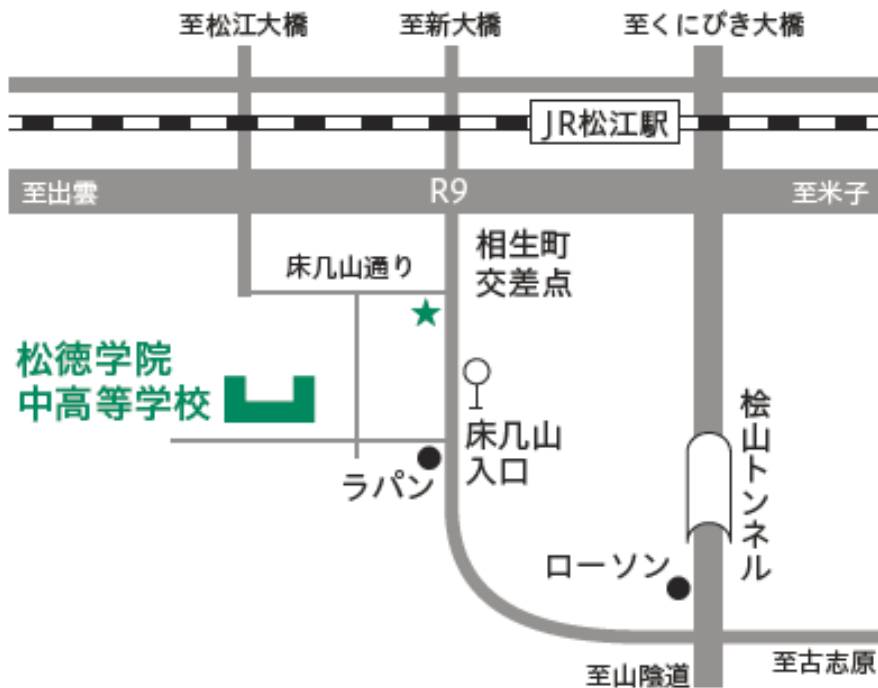 至松江大橋
至新大橋
至くにびき大橋
JR松江駅
至出雲
R9
至米子
相生町
交差点
床几山通り
松徳学院
中高等学校
床几山
入口
ラパン
桧山トンネル
ローソン
至古志原
至山陰道